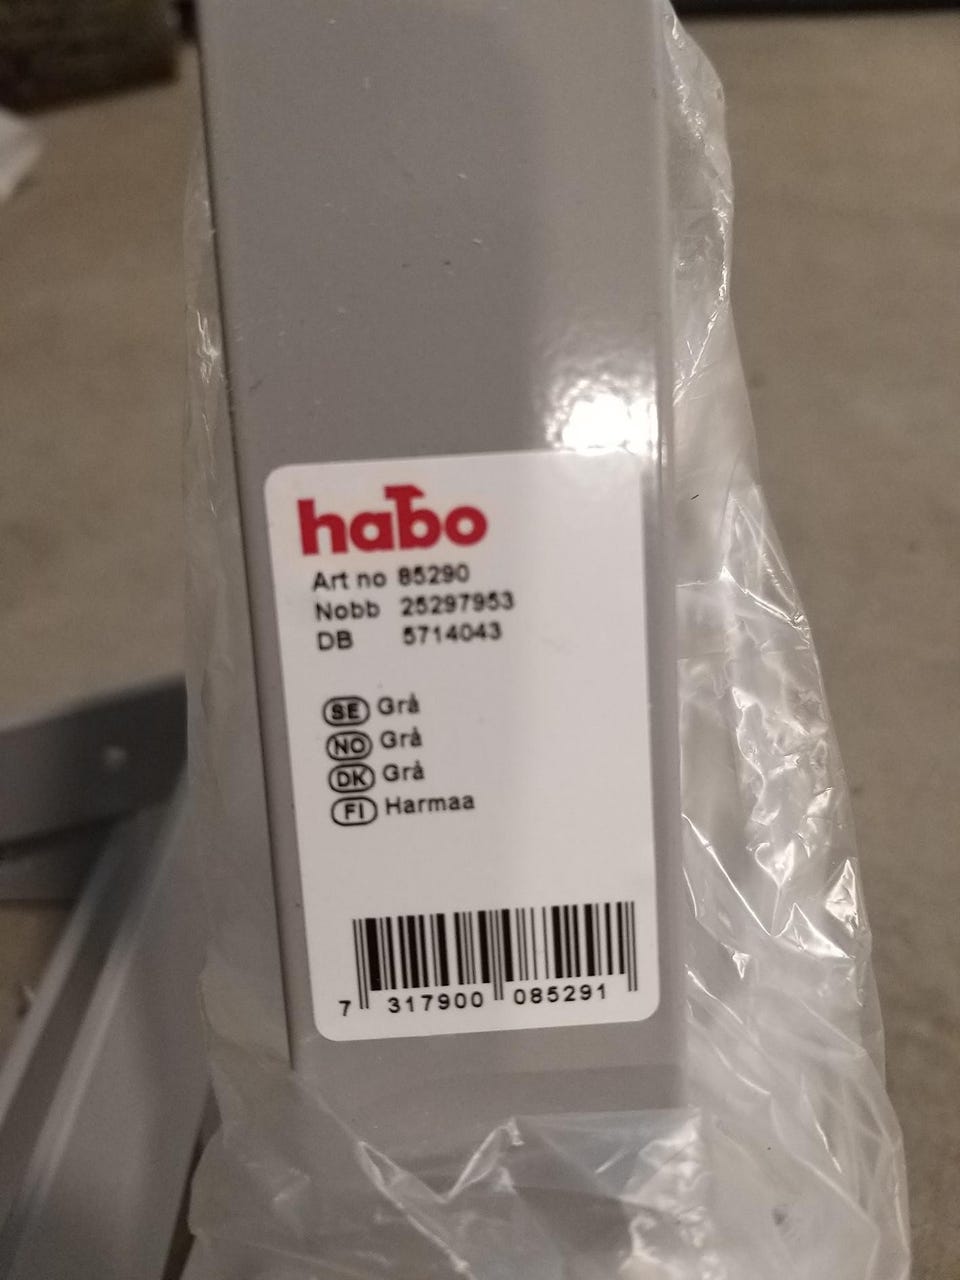 habo
Art no 85290
Nobb 25297953
DB 5714043
SE Grå
NO Grå
DK Grå
FI Harmaa
7 317900 085291